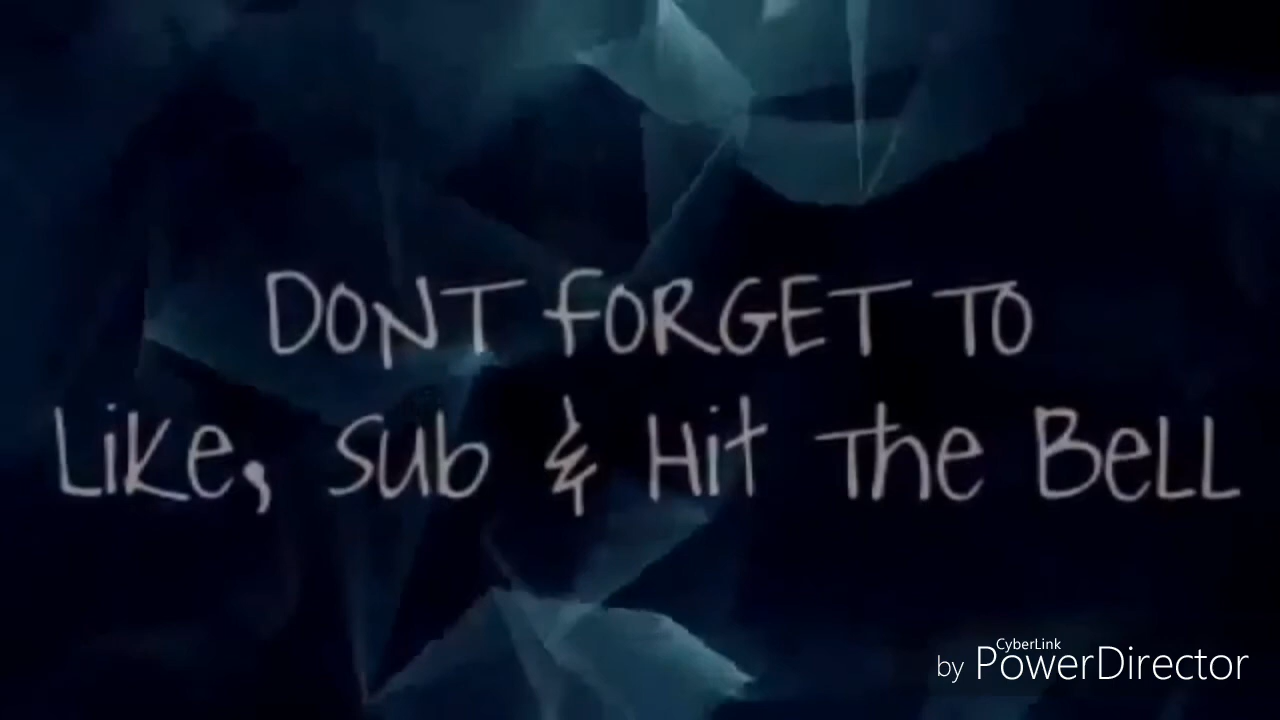 DONT FORGET TO
Like, Sub & Hit The Bell
CyberLink
by PowerDirector